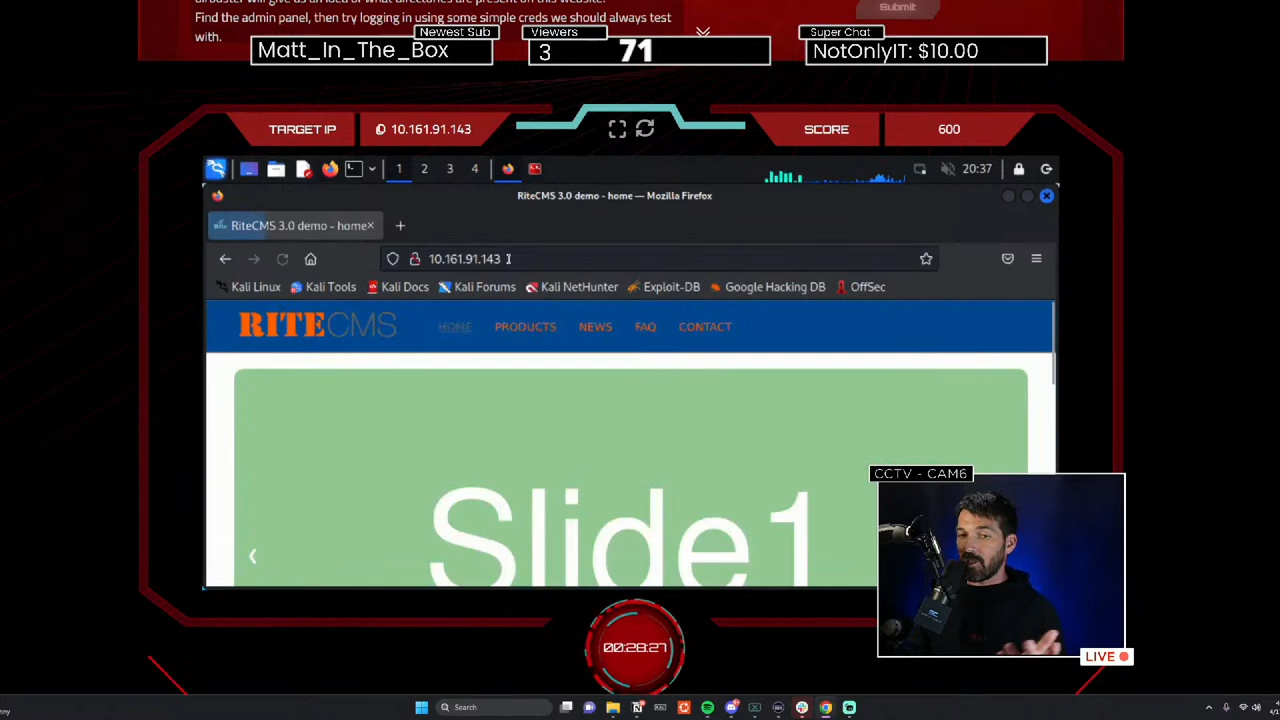 Find the admin panel, then try logging in using some simple creds we should always test
with.
Submit
Newest Sub
Matt_In_The_Box
Viewers
3
71
Super Chat
NotOnlyIT: $10.00
TARGET IP
10.161.91.143
SCORE
600
1 2 3 4
20:37
RiteCMS 3.0 demo - home — Mozilla Firefox
RiteCMS 3.0 demo - home
10.161.91.143
Kali Linux Kali Tools Kali Docs Kali Forums Kali NetHunter Exploit-DB Google Hacking DB OffSec
RITECMS HOME PRODUCTS NEWS FAQ CONTACT
Slide1
CCTV - CAM6
00:28:27
LIVE
Search